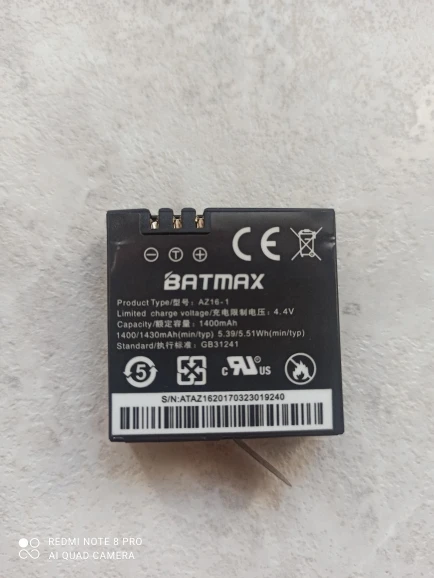 T
CE
BATMAX
Product Type/型号: AZ16-1
Limited charge voltage/充电限制电压: 4.4V
Capacity/额定容量: 1400mAh
1400/1430mAh(min/typ) 5.39/5.51Wh(min/typ)
Standard/执行标准: GB31241
5 c RU us
S/N:ATAZ1620170323019240
REDMI NOTE 8 PRO
AI QUAD CAMERA